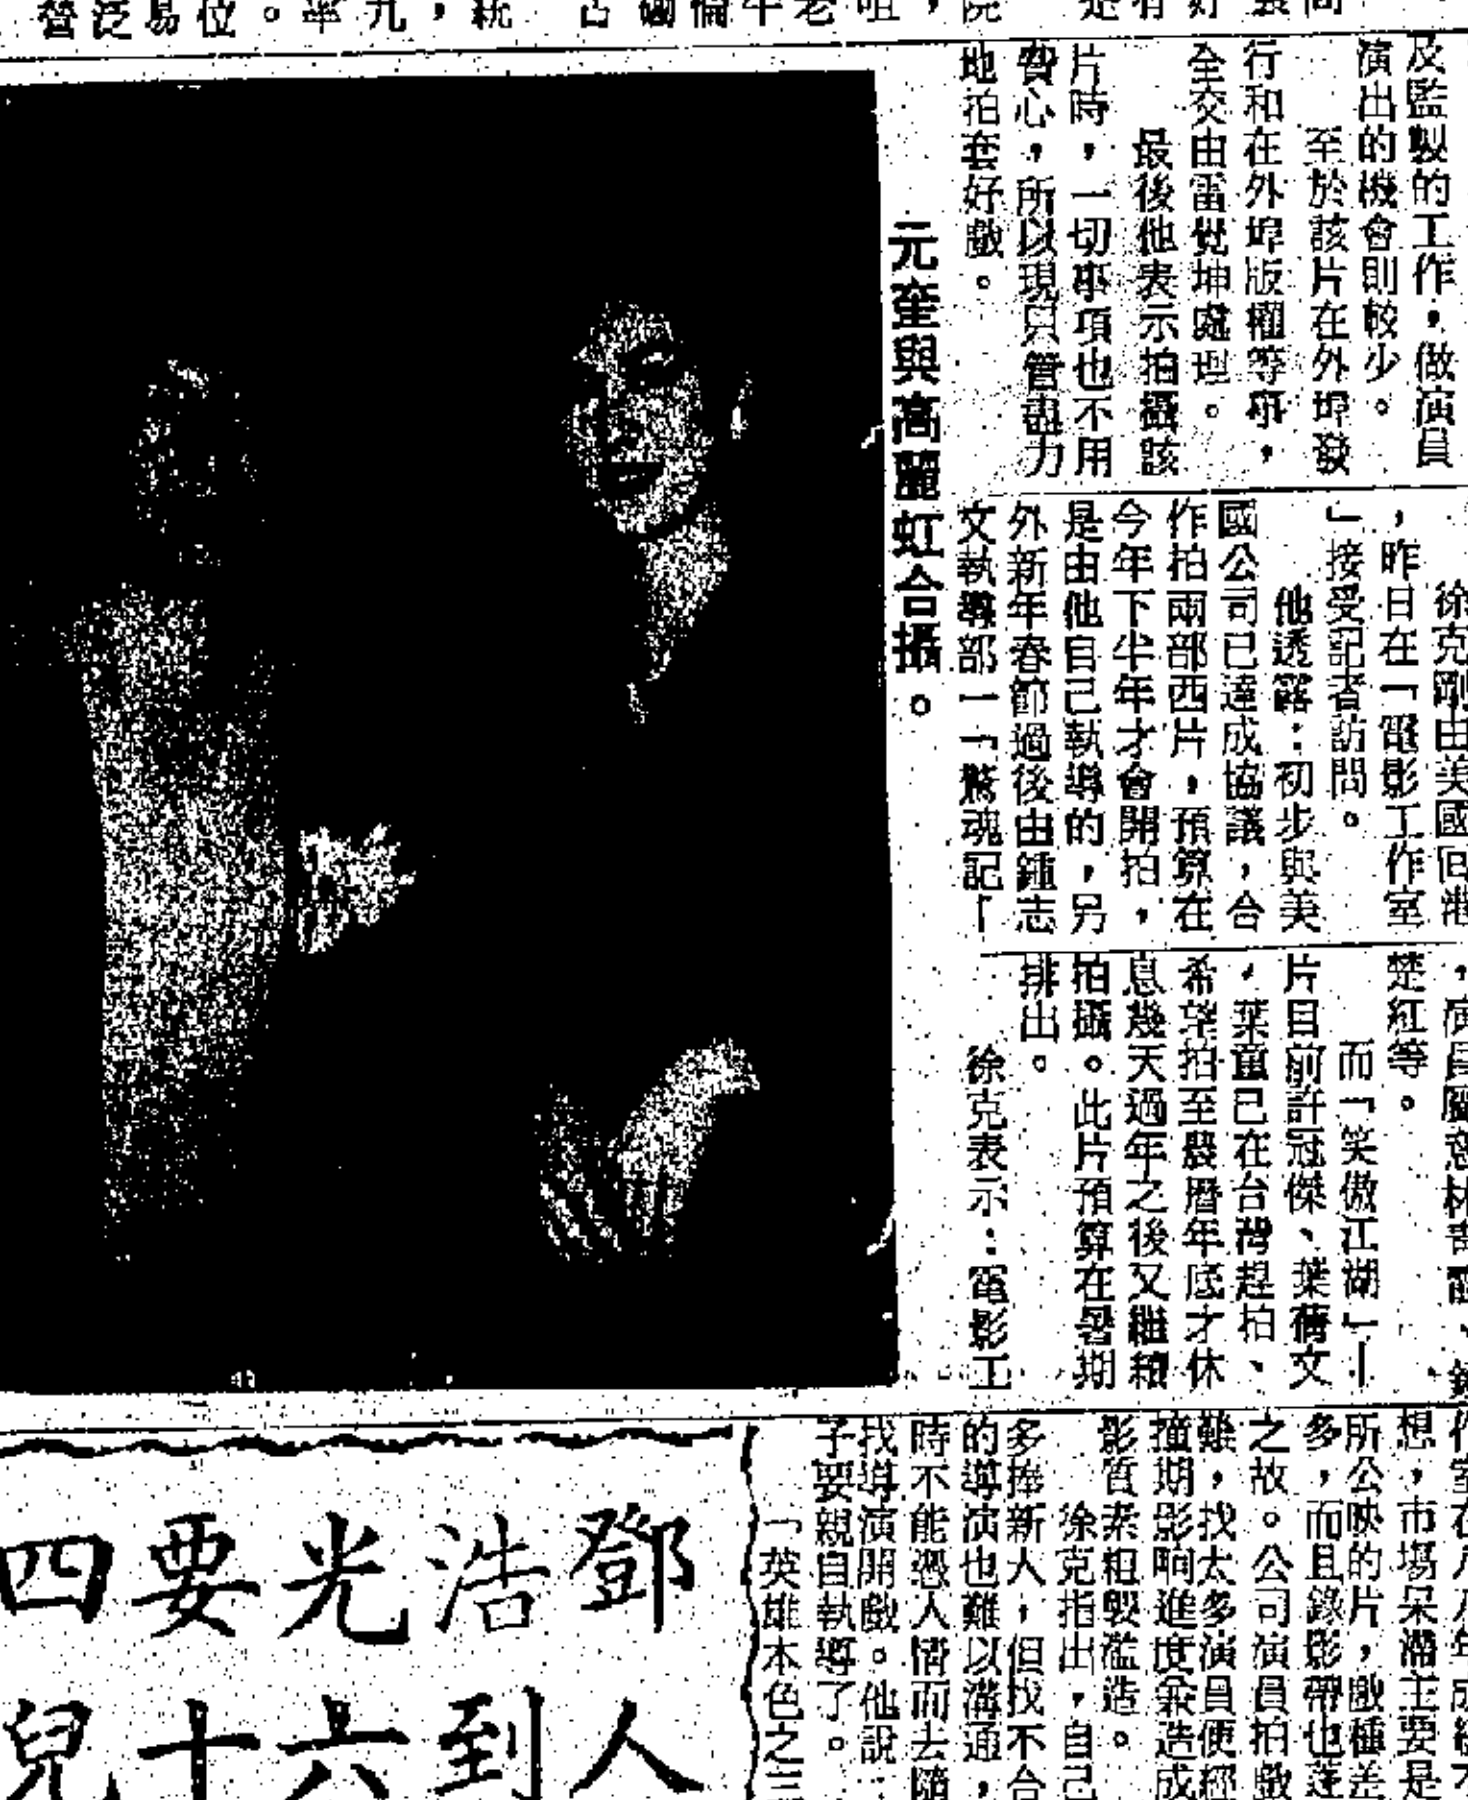 及監製的工作，做演員
演出的機會則較少。
至於該片在外埠發
行和在外埠版權等事，
全交由雷覺坤處理。
最後他表示拍攝該
片時，一切事項也不用
費心，所以現只管盡力
地拍套好戲。
元奎與高麗虹合攝。
徐克剛由美國回港
，昨日在「電影工作室
」接受記者訪問。
他透露：初步與美
國公司已達成協議，合
作拍兩部西片，預算在
今年下半年才會開拍，
是由他自己執導的，另
外新年春節過後由鍾志
文執導部一「驚魂記「
楚紅等。
而「笑傲江湖」一
片目前許冠傑、葉蒨文
，葉童已在台灣趕拍、
希望拍至農曆年底才休
息幾天過年之後又繼續
拍攝。此片預算在暑期
排出。
徐克表示：電影工
想，市場呆滯主要是
所公映的片，戲種差
多，而且錄影帶也蓬
之故。公司演員拍戲
難，找太多演員便經
撞期影响進度兼造成
影質素粗製濫造。
徐克指出，自己
多捧新人，但找不合
的導演也難以溝通，
時不能憑人情而去隨
找導演開戲。他說：
子要親自執導了。
「英雄本色之三
鄧浩光要四
人到六十兒